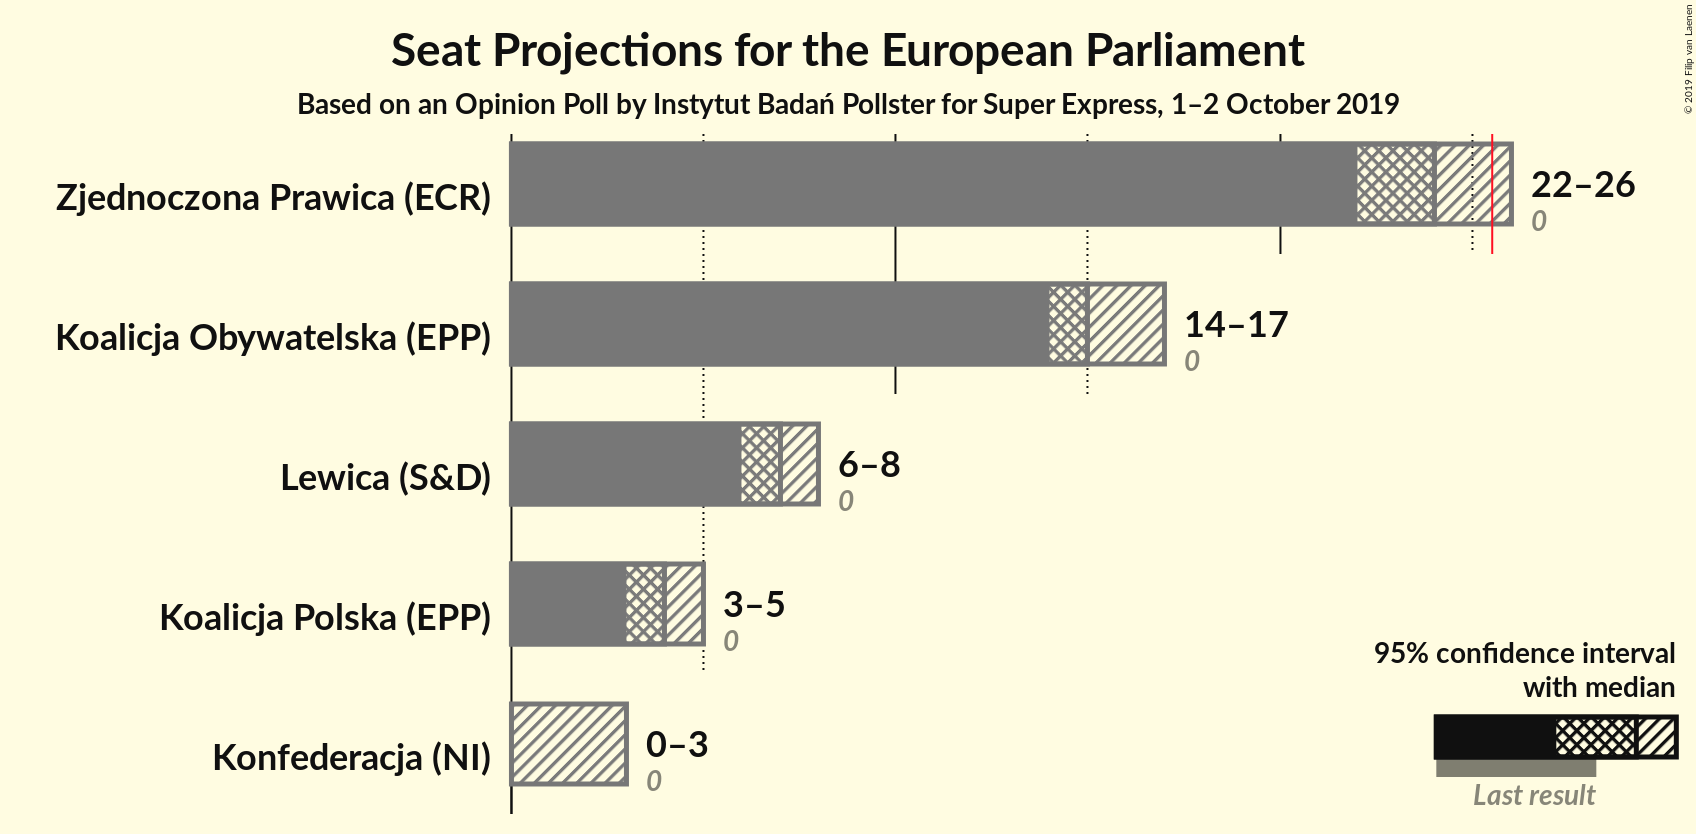 Seat Projections for the European Parliament
Based on an Opinion Poll by Instytut Badań Pollster for Super Express, 1–2 October 2019
© 2019 Filip van Laenen
Zjednoczona Prawica (ECR)
22–26
0
Koalicja Obywatelska (EPP)
14–17
0
Lewica (S&D)
6–8
0
Koalicja Polska (EPP)
3–5
0
Konfederacja (NI)
0–3
0
95% confidence interval
with median
Last result